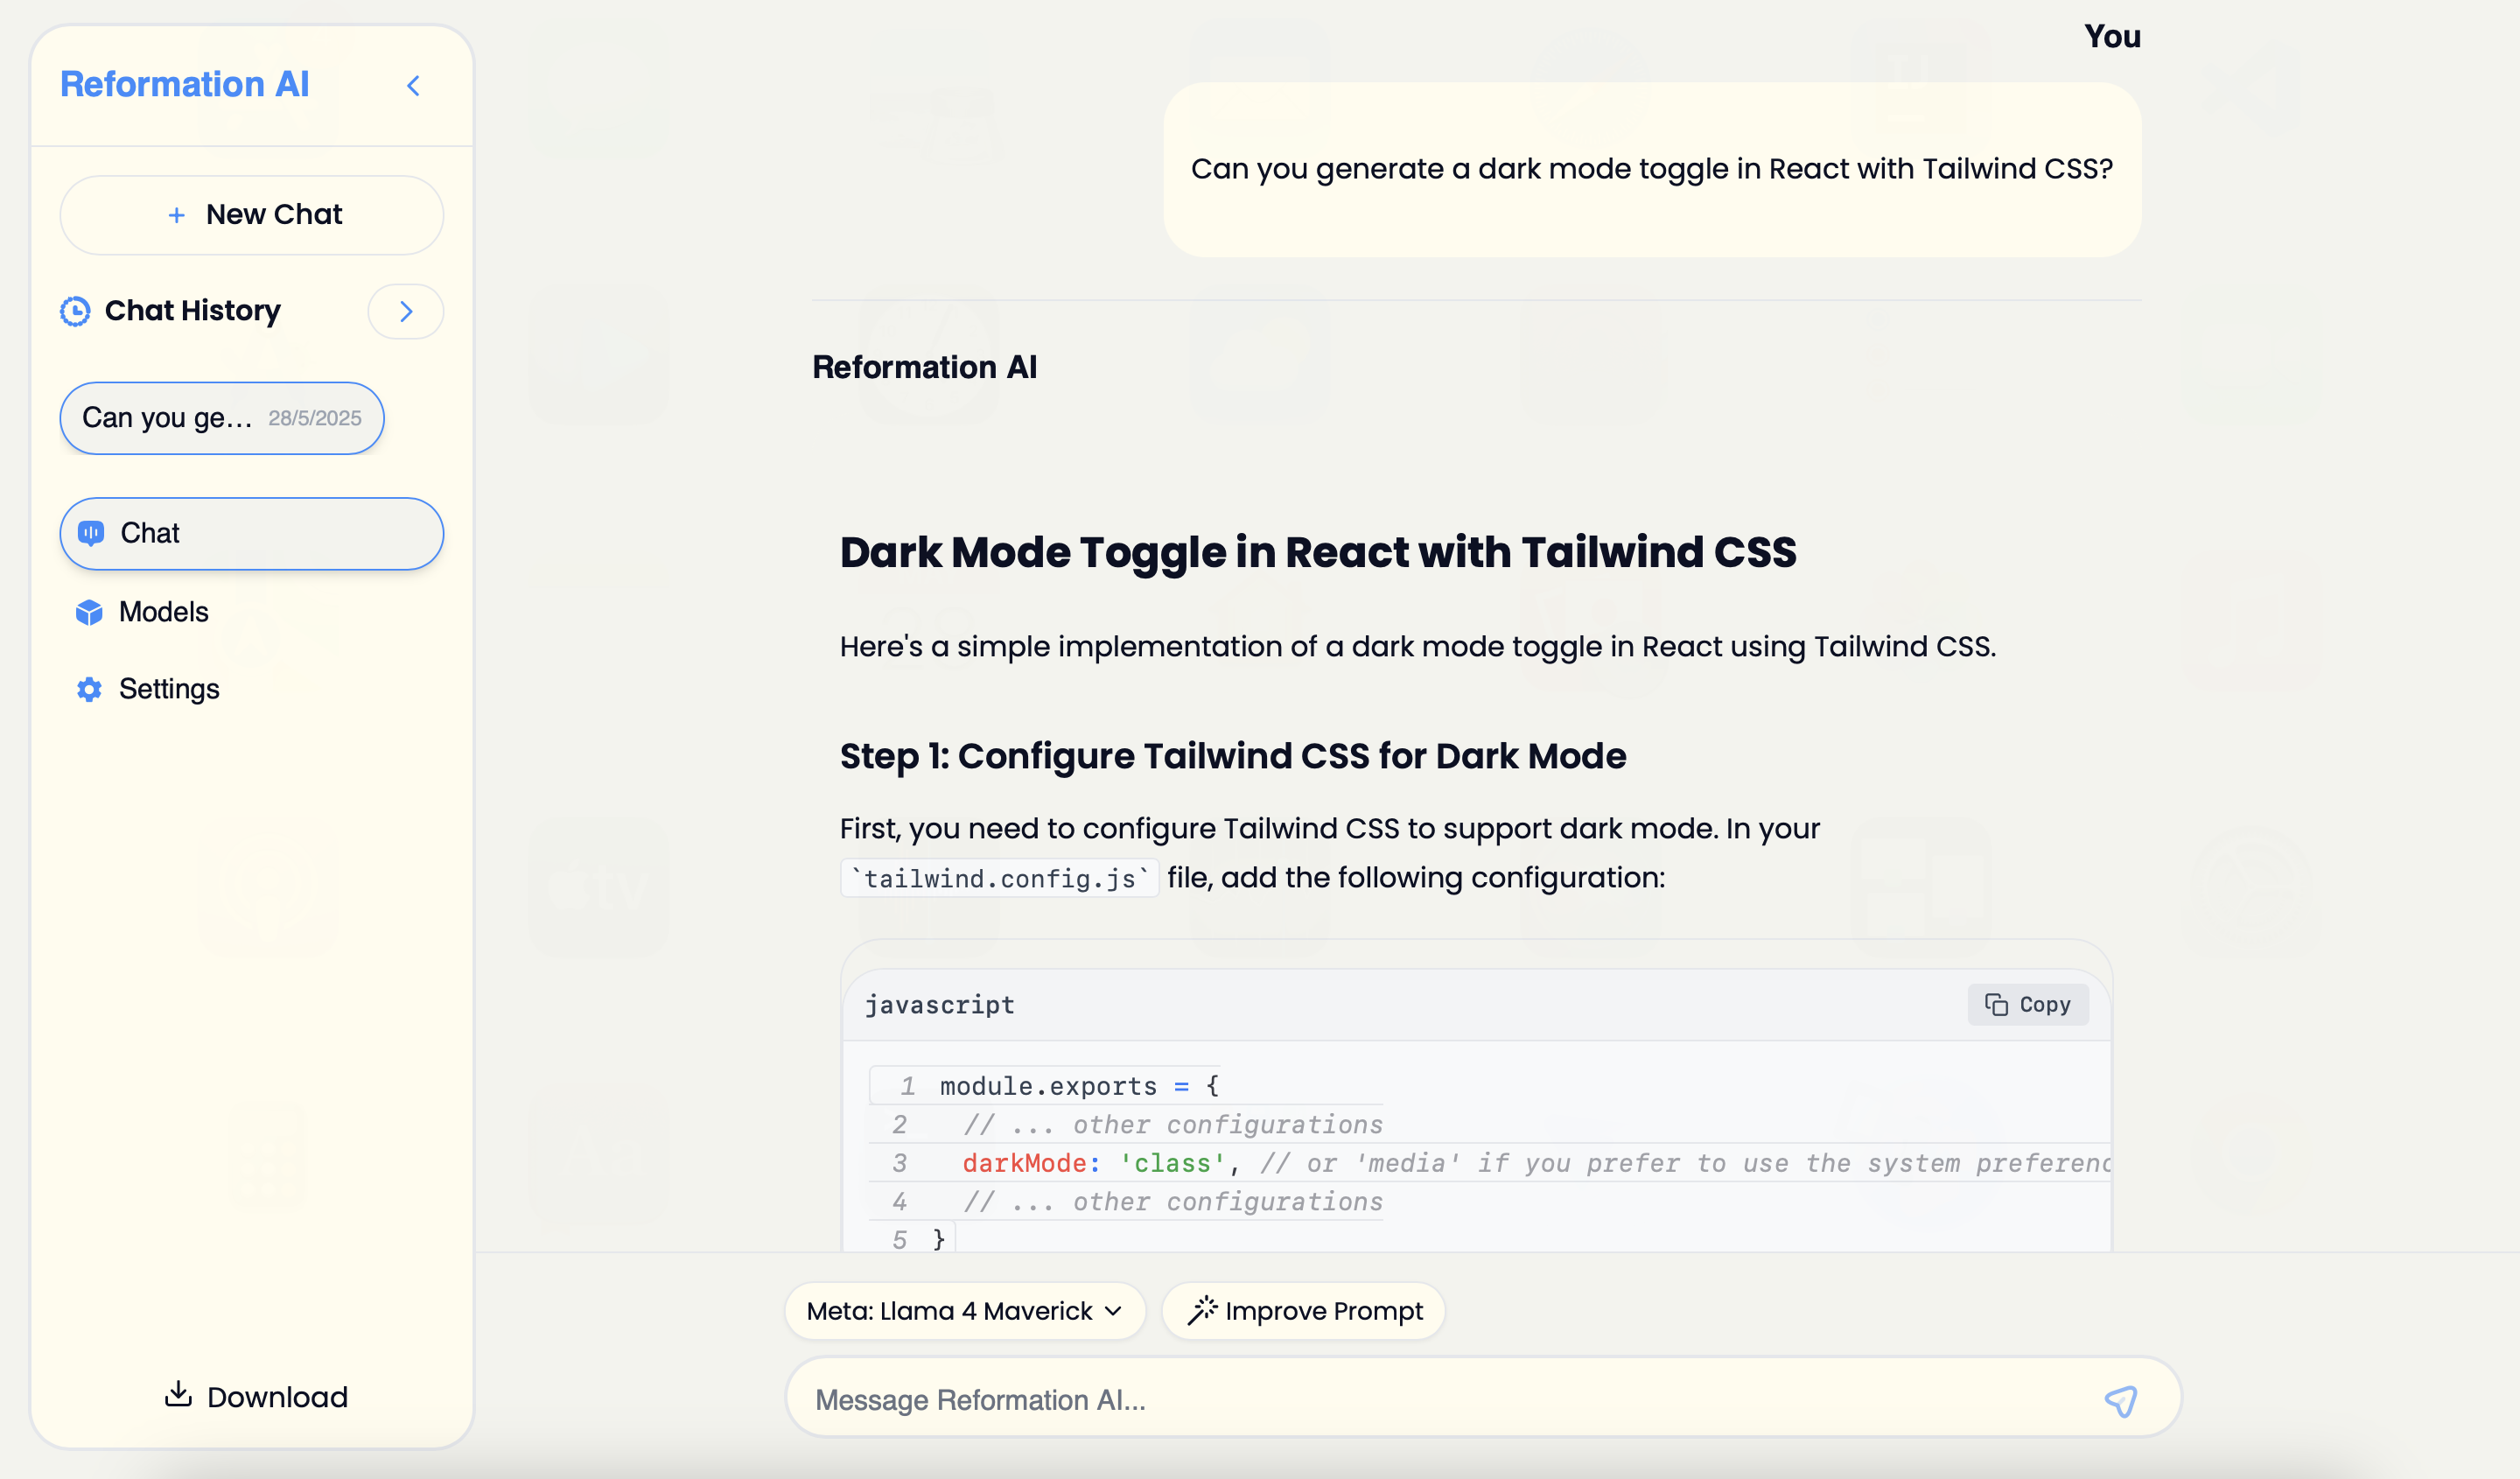 Reformation AI
New Chat
Chat History
Can you ge... 28/5/2025
Chat
Models
Settings
Download
You
Can you generate a dark mode toggle in React with Tailwind CSS?
Reformation AI
Dark Mode Toggle in React with Tailwind CSS
Here's a simple implementation of a dark mode toggle in React using Tailwind CSS.
Step 1: Configure Tailwind CSS for Dark Mode
First, you need to configure Tailwind CSS to support dark mode. In your
`tailwind.config.js` file, add the following configuration:
javascript
Copy
1 module.exports = {
2 // ... other configurations
3 darkMode: 'class', // or 'media' if you prefer to use the system preferenc
4 // ... other configurations
5 }
Meta: Llama 4 Maverick
Improve Prompt
Message Reformation AI...